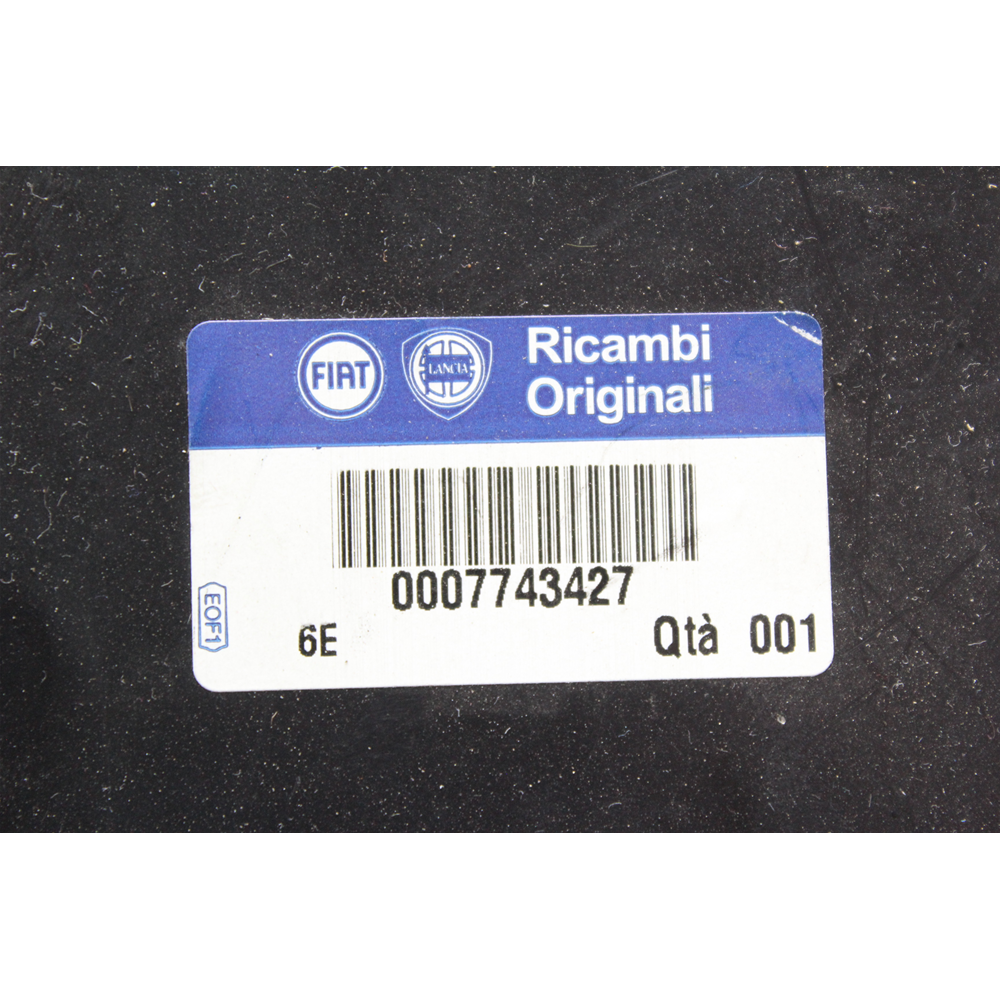 FIAT
LANCIA
Ricambi
Originali
0007743427
EOF1
6E
Qtà 001